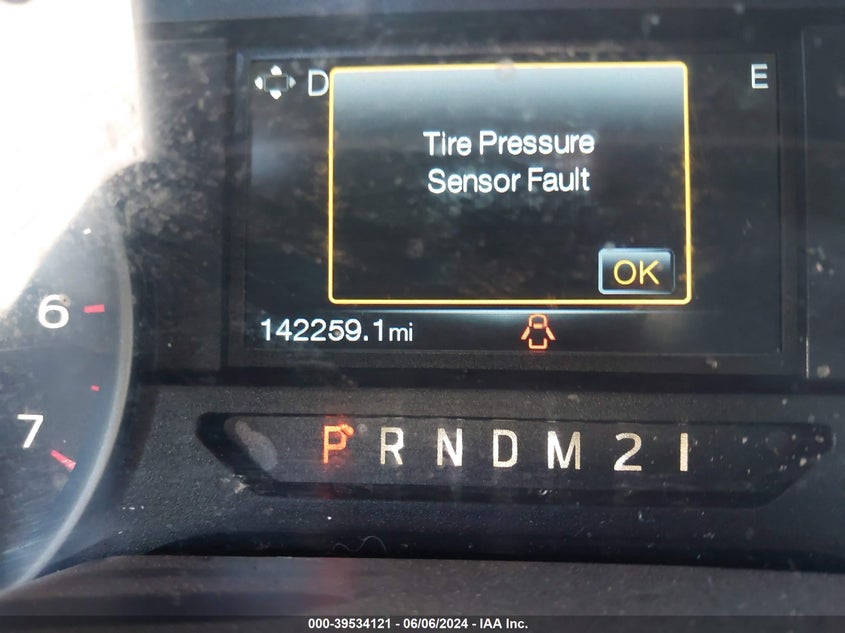 D
E
Tire Pressure
Sensor Fault
OK
142259.1mi
6
7
P R N D M 2 1
000-39534121 - 06/06/2024 - IAA Inc.